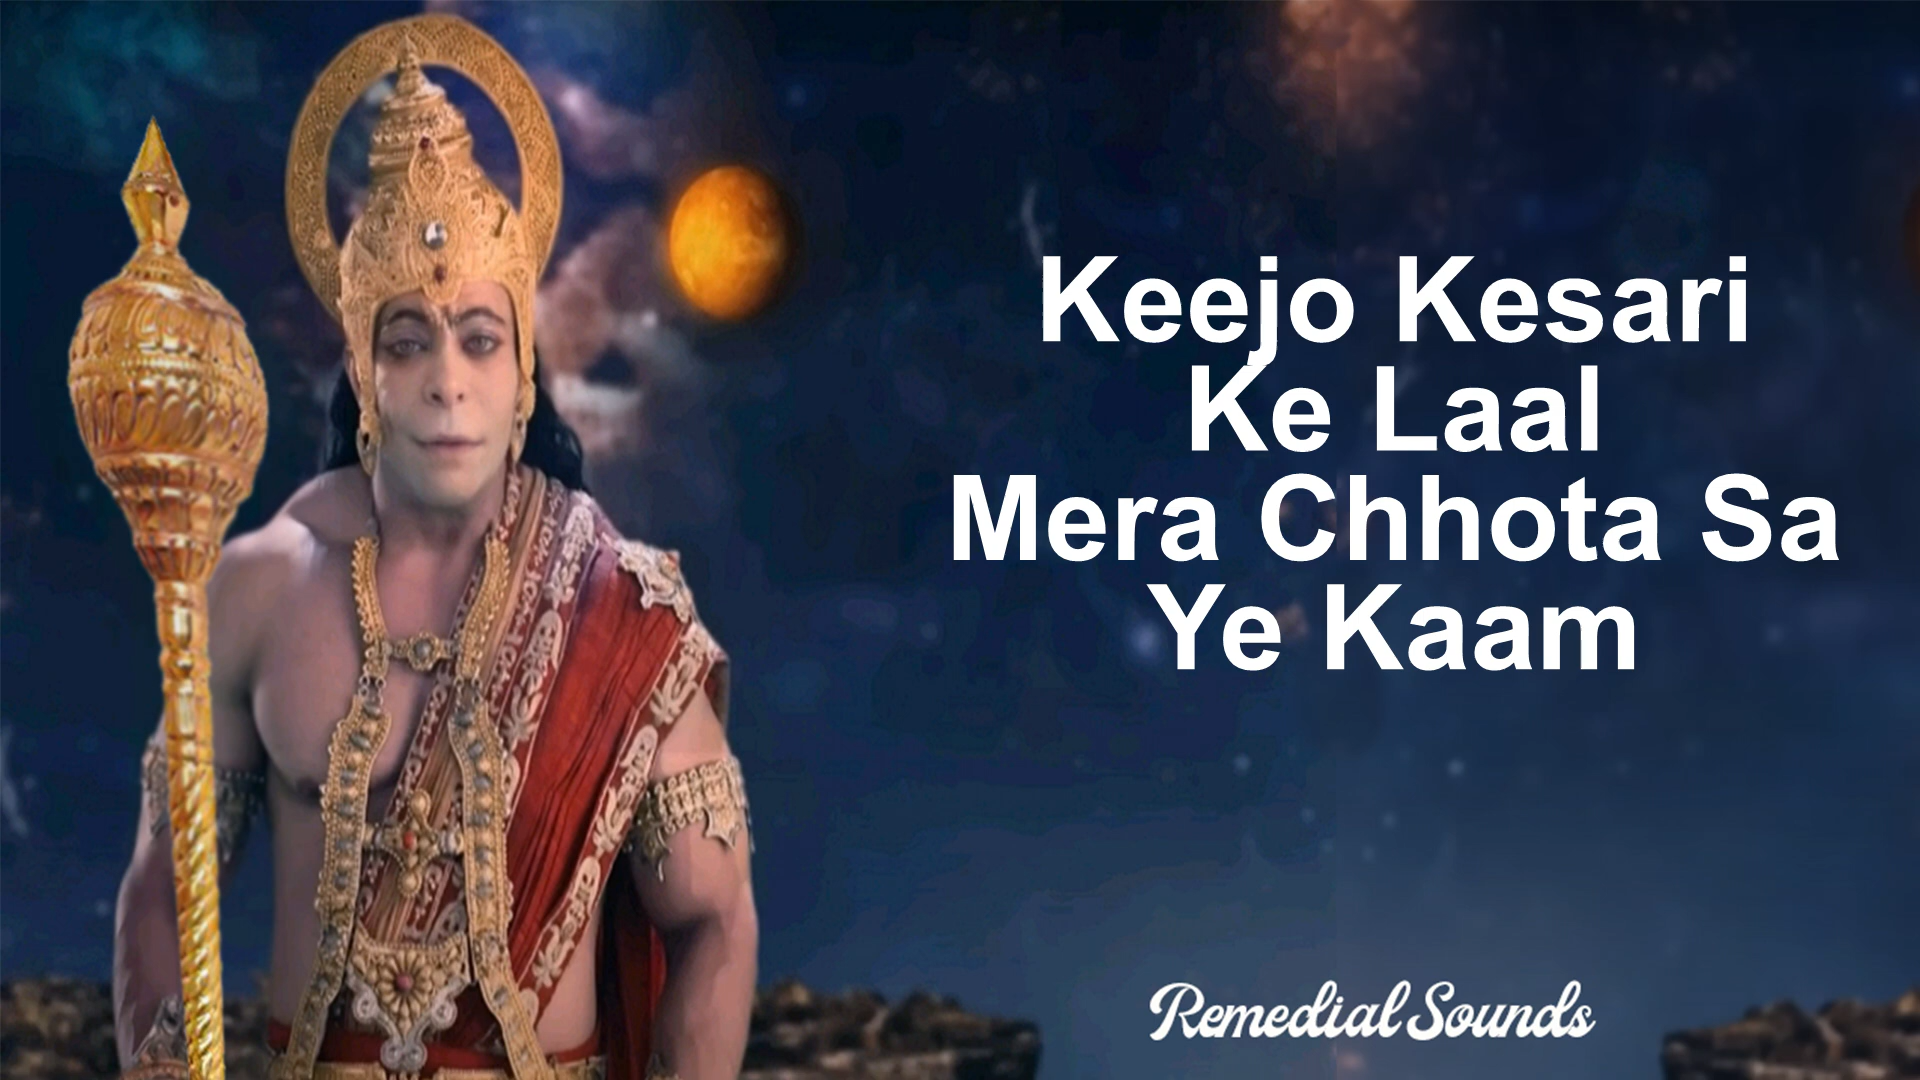 Keejo Kesari
Ke Laal
Mera Chhota Sa
Ye Kaam
Remedial Sounds